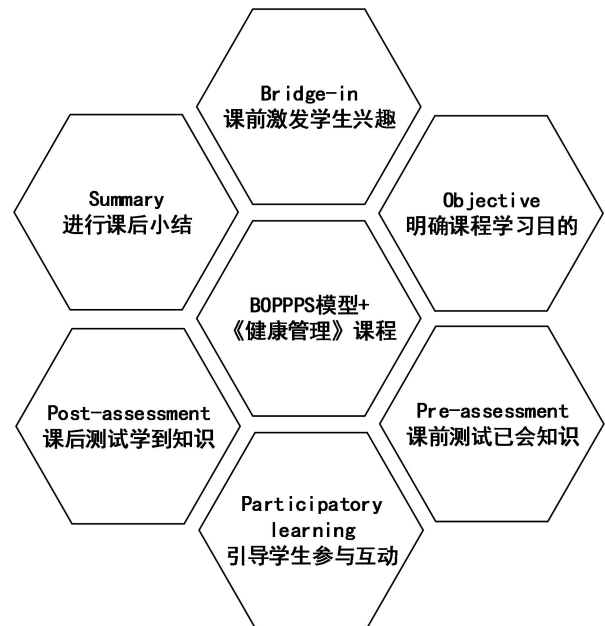 Bridge-in
课前激发学生兴趣
Summary
进行课后小结
Objective
明确课程学习目的
BOPPPS模型+
《健康管理》课程
Post-assessment
课后测试学到知识
Pre-assessment
课前测试已会知识
Participatory
learning
引导学生参与互动